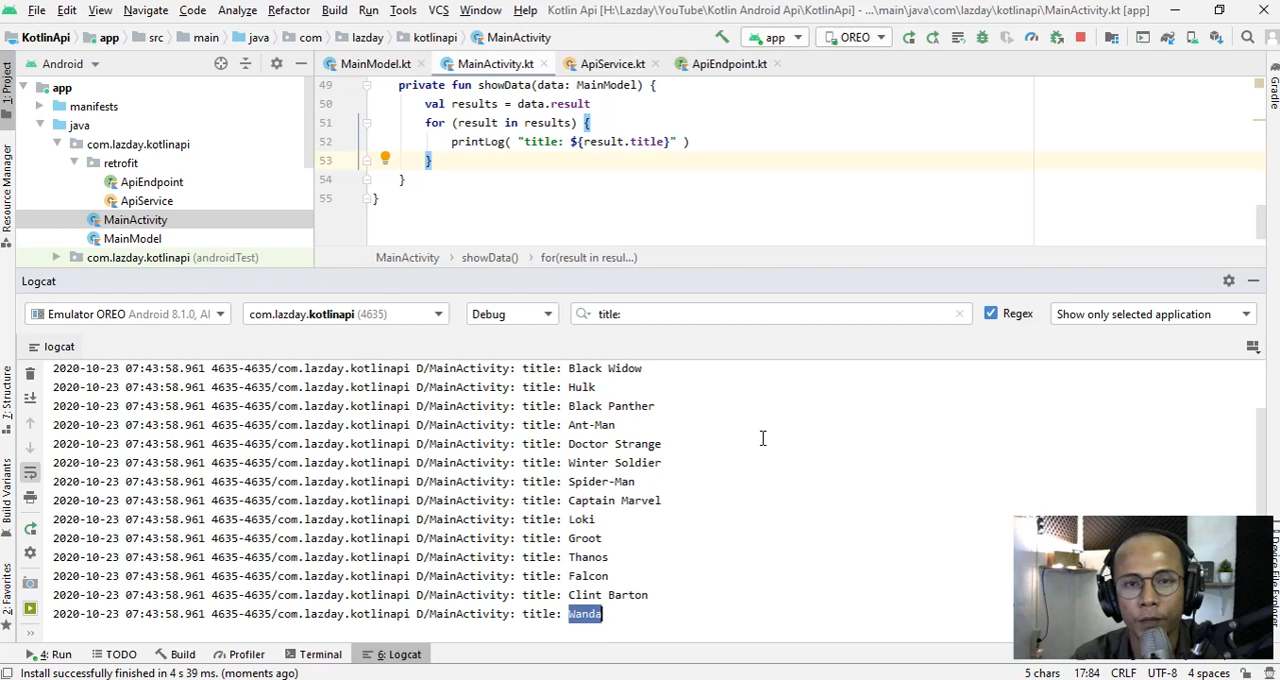 File Edit View Navigate Code Analyze Refactor Build Run Tools VCS Window Help Kotlin Api [H:\Lazday\YouTube\Kotlin Android Api\KotlinApi] - ...\main\java\com\lazday\kotlinapi\MainActivity.kt [app]
KotlinApi app src main java com lazday kotlinapi MainActivity app OREO
Android MainModel.kt MainActivity.kt ApiService.kt ApiEndpoint.kt
1: Project
Resource Manager
7: Structure
Build Variants
2: Favorites
Gradle
app
manifests
java
com.lazday.kotlinapi
retrofit
ApiEndpoint
ApiService
MainActivity
MainModel
com.lazday.kotlinapi (androidTest)
49 private fun showData(data: MainModel) {
50 val results = data.result
51 for (result in results) {
52 printLog( "title: ${result.title}" )
53 }
54 }
55 }
MainActivity showData() for(result in resul...)
Logcat
Emulator OREO Android 8.1.0, AI com.lazday.kotlinapi (4635) Debug title: Regex Show only selected application
logcat
2020-10-23 07:43:58.961 4635-4635/com.lazday.kotlinapi D/MainActivity: title: Black Widow
2020-10-23 07:43:58.961 4635-4635/com.lazday.kotlinapi D/MainActivity: title: Hulk
2020-10-23 07:43:58.961 4635-4635/com.lazday.kotlinapi D/MainActivity: title: Black Panther
2020-10-23 07:43:58.961 4635-4635/com.lazday.kotlinapi D/MainActivity: title: Ant-Man
2020-10-23 07:43:58.961 4635-4635/com.lazday.kotlinapi D/MainActivity: title: Doctor Strange
2020-10-23 07:43:58.961 4635-4635/com.lazday.kotlinapi D/MainActivity: title: Winter Soldier
2020-10-23 07:43:58.961 4635-4635/com.lazday.kotlinapi D/MainActivity: title: Spider-Man
2020-10-23 07:43:58.961 4635-4635/com.lazday.kotlinapi D/MainActivity: title: Captain Marvel
2020-10-23 07:43:58.961 4635-4635/com.lazday.kotlinapi D/MainActivity: title: Loki
2020-10-23 07:43:58.961 4635-4635/com.lazday.kotlinapi D/MainActivity: title: Groot
2020-10-23 07:43:58.961 4635-4635/com.lazday.kotlinapi D/MainActivity: title: Thanos
2020-10-23 07:43:58.961 4635-4635/com.lazday.kotlinapi D/MainActivity: title: Falcon
2020-10-23 07:43:58.961 4635-4635/com.lazday.kotlinapi D/MainActivity: title: Clint Barton
2020-10-23 07:43:58.961 4635-4635/com.lazday.kotlinapi D/MainActivity: title: Wanda
4: Run TODO Build Profiler Terminal 6: Logcat
Install successfully finished in 4 s 39 ms. (moments ago) 5 chars 17:84 CRLF UTF-8 4 spaces